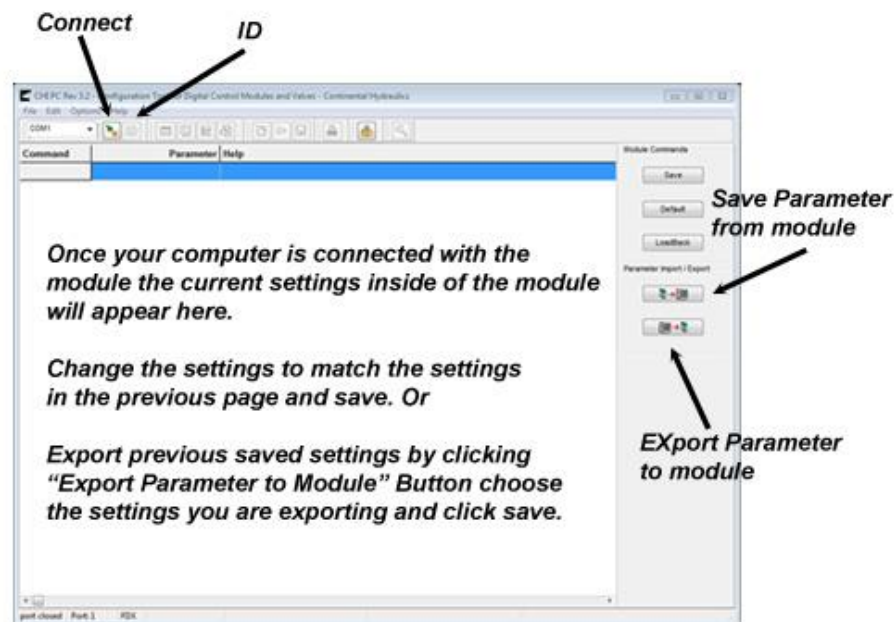 Connect
ID
CHEPC Rev 3.2 - Configuration Tool for Digital Control Modules and Valves - Continental Hydraulics
File Edit Options Help
COM1
Command Parameter Help
Module Commands
Save
Default
LoadBack
Save Parameter
from module
Parameter Import / Export
Once your computer is connected with the
module the current settings inside of the module
will appear here.
Change the settings to match the settings
in the previous page and save. Or
EXport Parameter
to module
Export previous saved settings by clicking
“Export Parameter to Module” Button choose
the settings you are exporting and click save.
port closed Port: 1 FDX